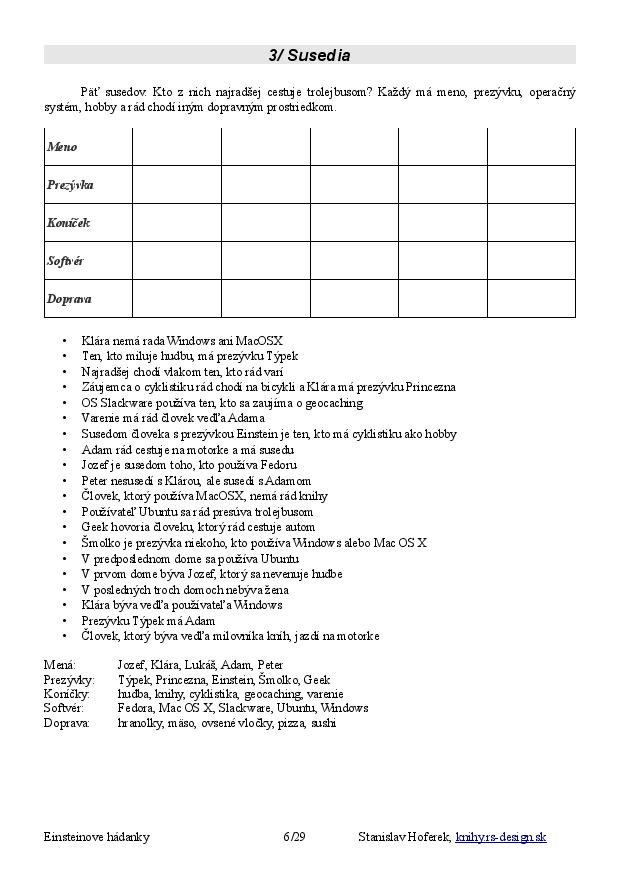 3/ Susedia
Päť susedov. Kto z nich najradšej cestuje trolejbusom? Každý má meno, prezývku, operačný
systém, hobby a rád chodí iným dopravným prostriedkom.
Meno
Prezývka
Koníček
Softvér
Doprava
• Klára nemá rada Windows ani MacOSX
• Ten, kto miluje hudbu, má prezývku Týpek
• Najradšej chodí vlakom ten, kto rád varí
• Záujemca o cyklistiku rád chodí na bicykli a Klára má prezývku Princezna
• OS Slackware používa ten, kto sa zaujíma o geocaching
• Varenie má rád človek vedľa Adama
• Susedom človeka s prezývkou Einstein je ten, kto má cyklistiku ako hobby
• Adam rád cestuje na motorke a má susedu
• Jozef je susedom toho, kto používa Fedoru
• Peter nesusedí s Klárou, ale susedí s Adamom
• Človek, ktorý používa MacOSX, nemá rád knihy
• Používateľ Ubuntu sa rád presúva trolejbusom
• Geek hovoria človeku, ktorý rád cestuje autom
• Šmolko je prezývka niekoho, kto používa Windows alebo Mac OS X
• V predposlednom dome sa používa Ubuntu
• V prvom dome býva Jozef, ktorý sa nevenuje hudbe
• V posledných troch domoch nebýva žena
• Klára býva vedľa používateľa Windows
• Prezývku Týpek má Adam
• Človek, ktorý býva vedľa milovníka kníh, jazdí na motorke
Mená: Jozef, Klára, Lukáš, Adam, Peter
Prezývky: Týpek, Princezna, Einstein, Šmolko, Geek
Koníčky: hudba, knihy, cyklistika, geocaching, varenie
Softvér: Fedora, Mac OS X, Slackware, Ubuntu, Windows
Doprava: hranolky, mäso, ovsené vločky, pizza, sushi
Einsteinove hádanky 6/29 Stanislav Hoferek, knihy.rs-design.sk